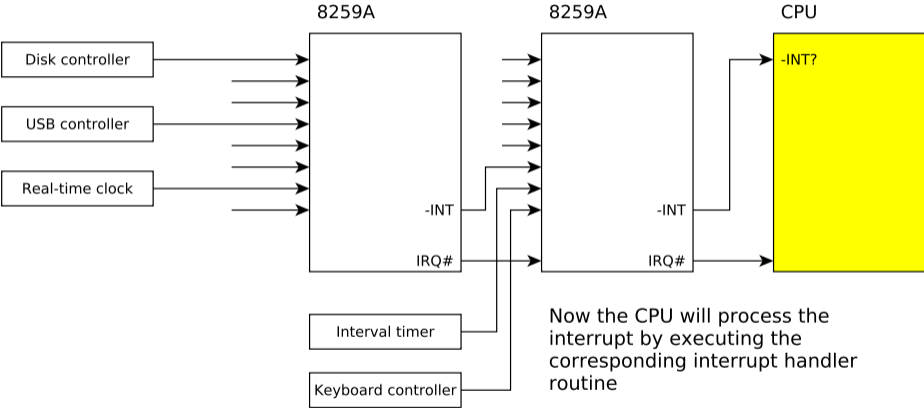 8259A
8259A
CPU
Disk controller
-INT?
USB controller
Real-time clock
-INT
-INT
IRQ#
IRQ#
Interval timer
Now the CPU will process the
interrupt by executing the
corresponding interrupt handler
routine
Keyboard controller